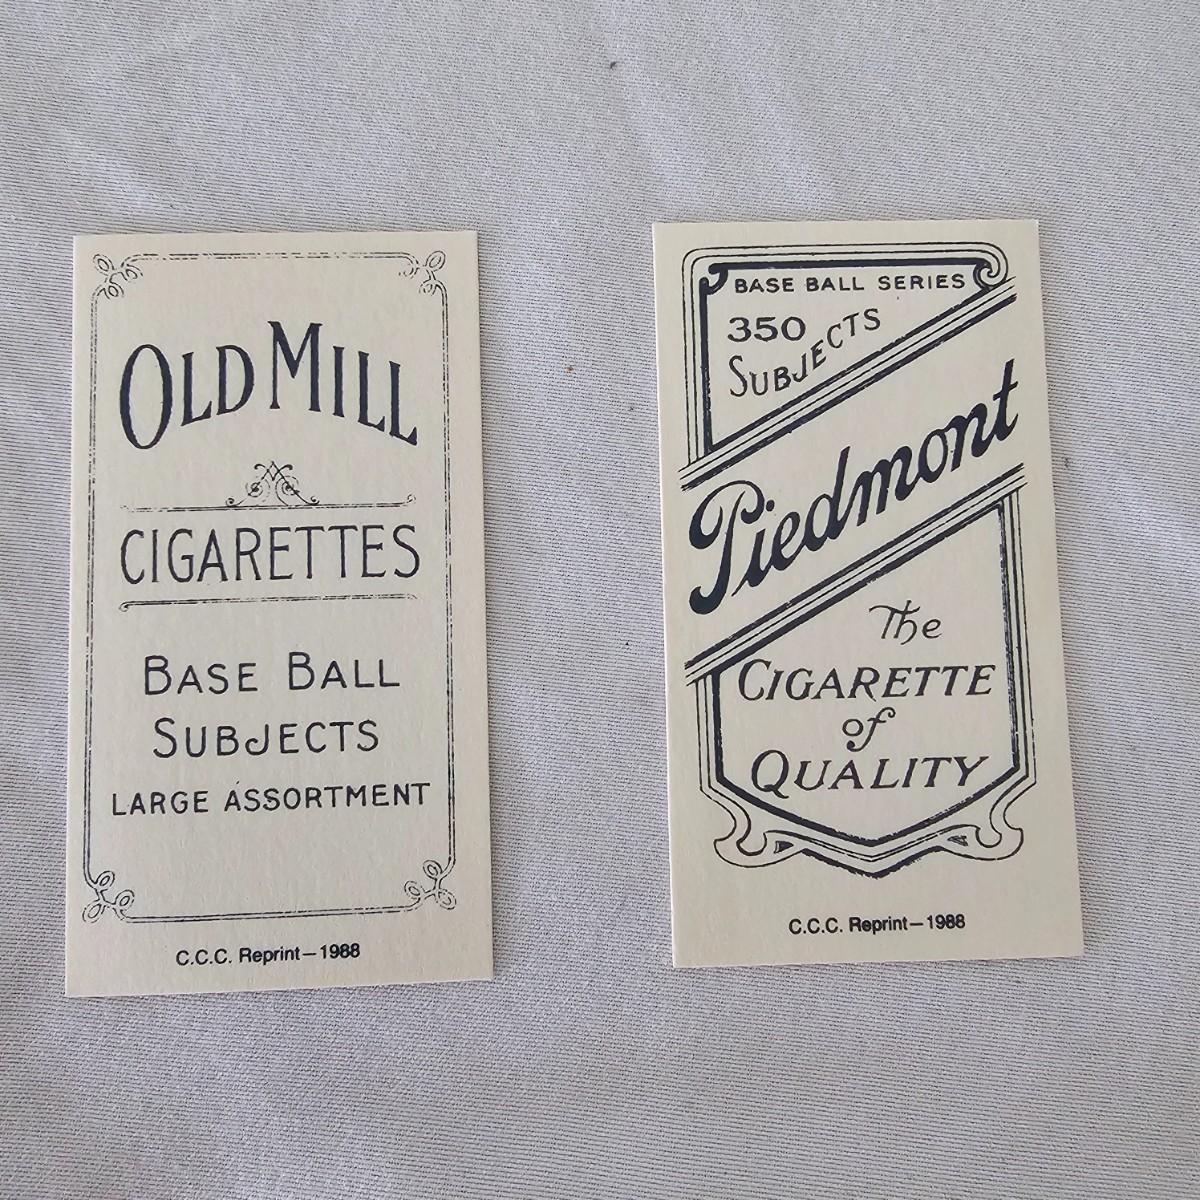 OLD MILL
CIGARETTES
BASE BALL
SUBJECTS
LARGE ASSORTMENT
C.C.C. Reprint—1988
BASE BALL SERIES
350
SUBJECTS
Piedmont
The
CIGARETTE
of
QUALITY
C.C.C. Reprint—1988